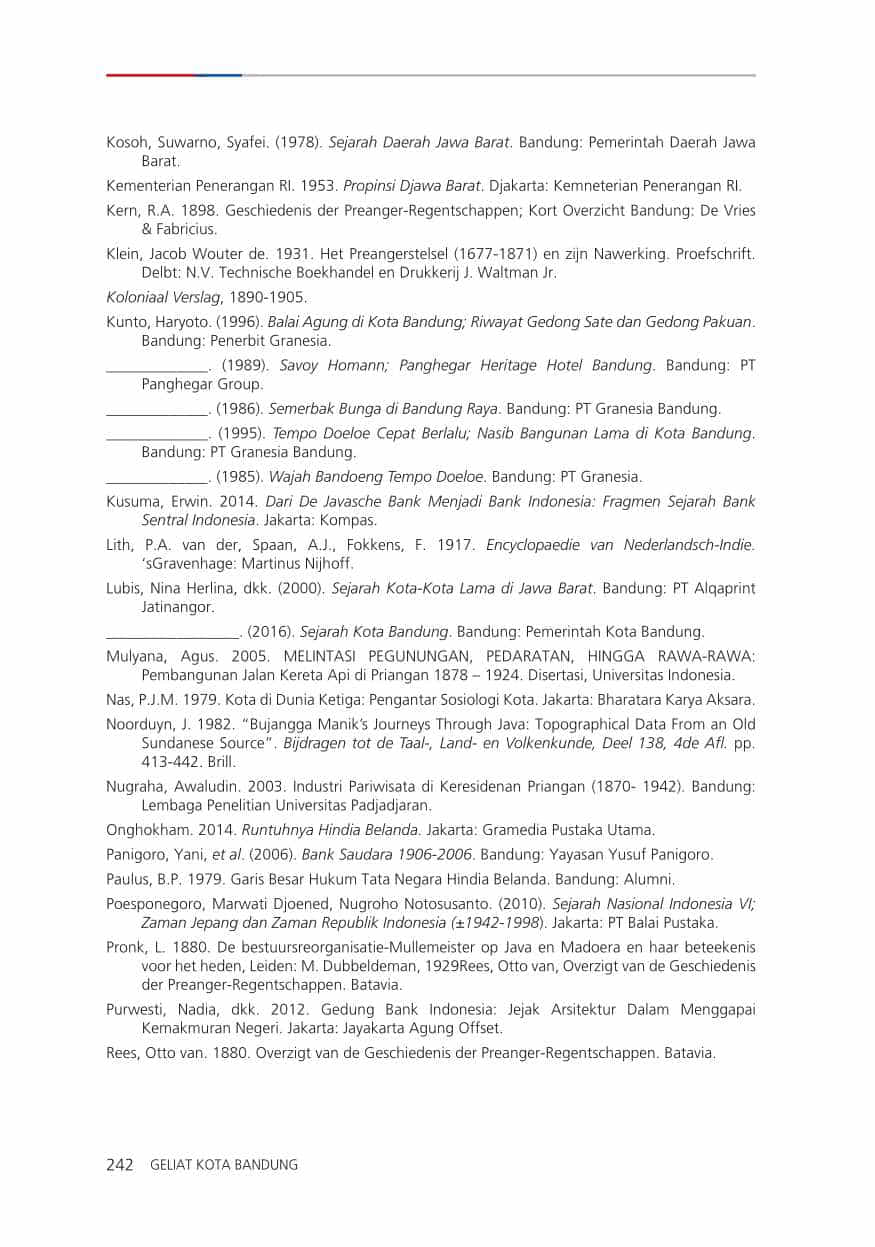 Kosoh, Suwarno, Syafei. (1978). Sejarah Daerah Jawa Barat. Bandung: Pemerintah Daerah Jawa
Barat.
Kementerian Penerangan RI. 1953. Propinsi Djawa Barat. Djakarta: Kemneterian Penerangan RI.
Kern, R.A. 1898. Geschiedenis der Preanger-Regentschappen; Kort Overzicht Bandung: De Vries
& Fabricius.
Klein, Jacob Wouter de. 1931. Het Preangerstelsel (1677-1871) en zijn Nawerking. Proefschrift.
Delbt: N.V. Technische Boekhandel en Drukkerij J. Waltman Jr.
Koloniaal Verslag, 1890-1905.
Kunto, Haryoto. (1996). Balai Agung di Kota Bandung; Riwayat Gedong Sate dan Gedong Pakuan.
Bandung: Penerbit Granesia.
_____________. (1989). Savoy Homann; Panghegar Heritage Hotel Bandung. Bandung: PT
Panghegar Group.
_____________. (1986). Semerbak Bunga di Bandung Raya. Bandung: PT Granesia Bandung.
_____________. (1995). Tempo Doeloe Cepat Berlalu; Nasib Bangunan Lama di Kota Bandung.
Bandung: PT Granesia Bandung.
_____________. (1985). Wajah Bandoeng Tempo Doeloe. Bandung: PT Granesia.
Kusuma, Erwin. 2014. Dari De Javasche Bank Menjadi Bank Indonesia: Fragmen Sejarah Bank
Sentral Indonesia. Jakarta: Kompas.
Lith, P.A. van der, Spaan, A.J., Fokkens, F. 1917. Encyclopaedie van Nederlandsch-Indie.
‘sGravenhage: Martinus Nijhoff.
Lubis, Nina Herlina, dkk. (2000). Sejarah Kota-Kota Lama di Jawa Barat. Bandung: PT Alqaprint
Jatinangor.
_________________. (2016). Sejarah Kota Bandung. Bandung: Pemerintah Kota Bandung.
Mulyana, Agus. 2005. MELINTASI PEGUNUNGAN, PEDARATAN, HINGGA RAWA-RAWA:
Pembangunan Jalan Kereta Api di Priangan 1878 – 1924. Disertasi, Universitas Indonesia.
Nas, P.J.M. 1979. Kota di Dunia Ketiga: Pengantar Sosiologi Kota. Jakarta: Bharatara Karya Aksara.
Noorduyn, J. 1982. “Bujangga Manik’s Journeys Through Java: Topographical Data From an Old
Sundanese Source”. Bijdragen tot de Taal-, Land- en Volkenkunde, Deel 138, 4de Afl. pp.
413-442. Brill.
Nugraha, Awaludin. 2003. Industri Pariwisata di Keresidenan Priangan (1870- 1942). Bandung:
Lembaga Penelitian Universitas Padjadjaran.
Onghokham. 2014. Runtuhnya Hindia Belanda. Jakarta: Gramedia Pustaka Utama.
Panigoro, Yani, et al. (2006). Bank Saudara 1906-2006. Bandung: Yayasan Yusuf Panigoro.
Paulus, B.P. 1979. Garis Besar Hukum Tata Negara Hindia Belanda. Bandung: Alumni.
Poesponegoro, Marwati Djoened, Nugroho Notosusanto. (2010). Sejarah Nasional Indonesia VI;
Zaman Jepang dan Zaman Republik Indonesia (±1942-1998). Jakarta: PT Balai Pustaka.
Pronk, L. 1880. De bestuursreorganisatie-Mullemeister op Java en Madoera en haar beteekenis
voor het heden, Leiden: M. Dubbeldeman, 1929Rees, Otto van, Overzigt van de Geschiedenis
der Preanger-Regentschappen. Batavia.
Purwesti, Nadia, dkk. 2012. Gedung Bank Indonesia: Jejak Arsitektur Dalam Menggapai
Kemakmuran Negeri. Jakarta: Jayakarta Agung Offset.
Rees, Otto van. 1880. Overzigt van de Geschiedenis der Preanger-Regentschappen. Batavia.
242 GELIAT KOTA BANDUNG